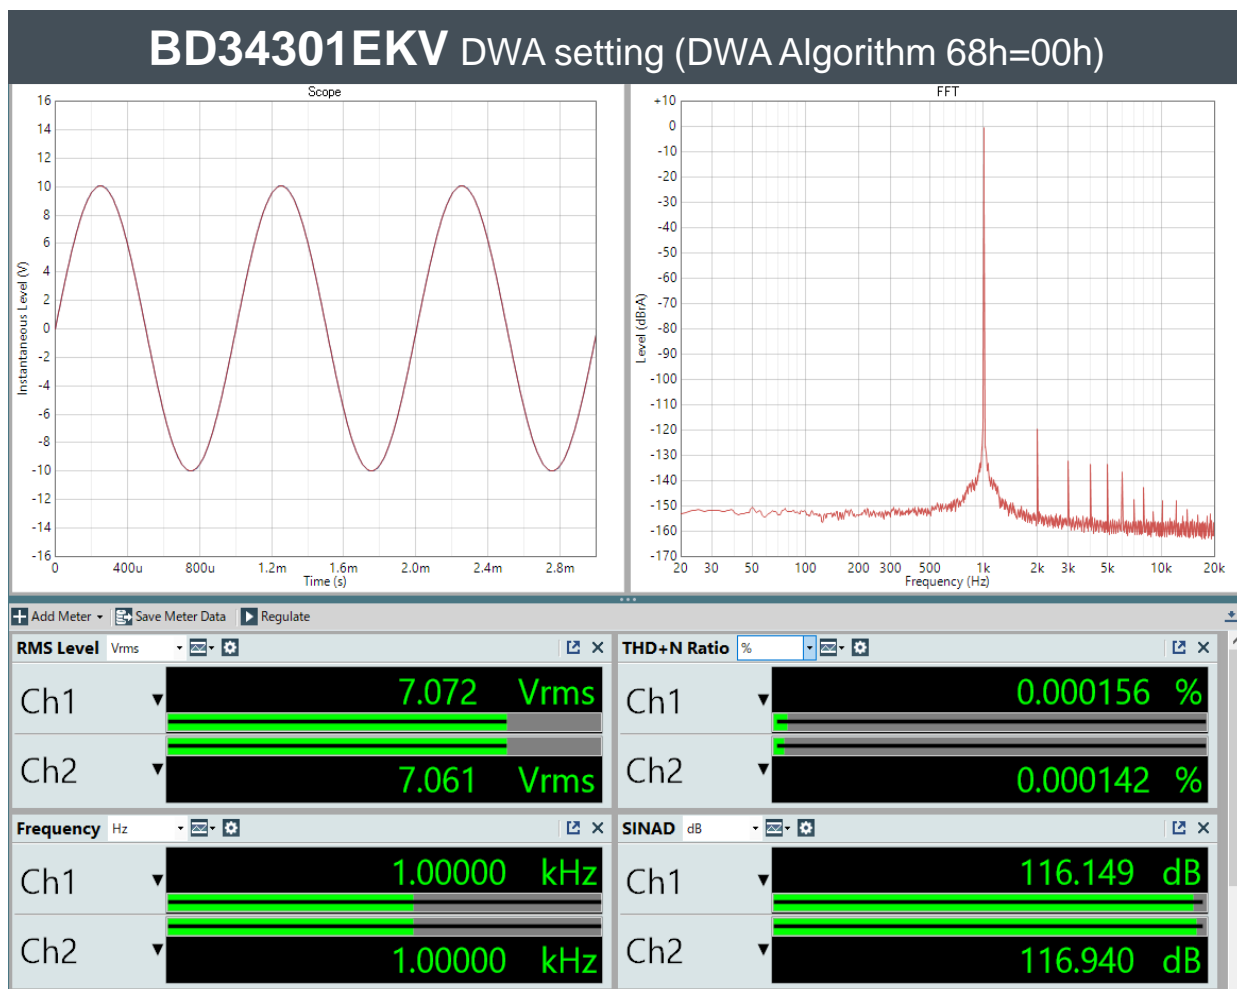 BD34301EKV DWA setting (DWA Algorithm 68h=00h)
Scope
16
14
12
10
8
6
4
2
0
-2
-4
-6
-8
-10
-12
-14
-16
Instantaneous Level (V)
0 400u 800u 1.2m 1.6m 2.0m 2.4m 2.8m
Time (s)
FFT
+10
0
-10
-20
-30
-40
-50
-60
-70
-80
-90
-100
-110
-120
-130
-140
-150
-160
-170
Level (dBrA)
20 30 50 100 200 300 500 1k 2k 3k 5k 10k 20k
Frequency (Hz)
Add Meter Save Meter Data Regulate
RMS Level Vrms
Ch1 7.072 Vrms
Ch2 7.061 Vrms
THD+N Ratio %
Ch1 0.000156 %
Ch2 0.000142 %
Frequency Hz
Ch1 1.00000 kHz
Ch2 1.00000 kHz
SINAD dB
Ch1 116.149 dB
Ch2 116.940 dB